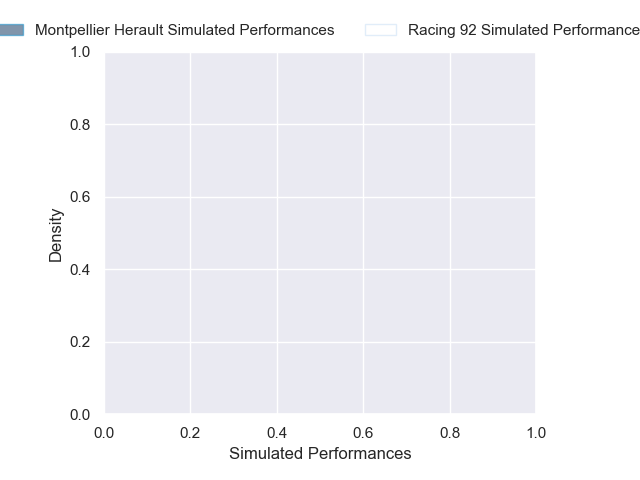 Montpellier Herault Simulated Performances Racing 92 Simulated Performance
1.0
0.8
0.6
0.4
0.2
0.0
Density
0.0 0.2 0.4 0.6 0.8 1.0
Simulated Performances